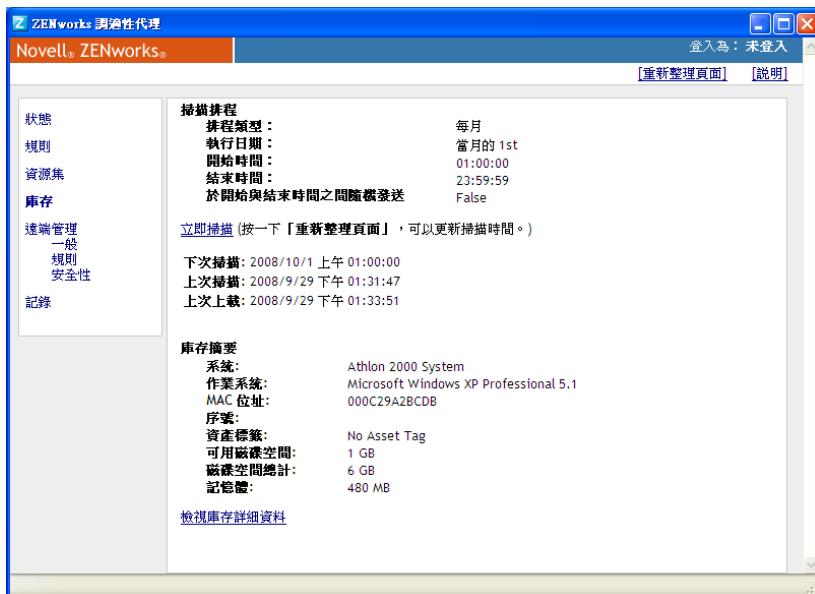 ZENworks 調適性代理
Novell® ZENworks®
登入為： 未登入
[重新整理頁面] [說明]
狀態
規則
資源集
庫存
遠端管理
一般
規則
安全性
記錄
掃描排程
排程類型： 每月
執行日期： 當月的 1st
開始時間： 01:00:00
結束時間： 23:59:59
於開始與結束時間之間隨機發送 False
立即掃描 (按一下「重新整理頁面」，可以更新掃描時間。)
下次掃描: 2008/10/1 上午 01:00:00
上次掃描: 2008/9/29 下午 01:31:47
上次上載: 2008/9/29 下午 01:33:51
庫存摘要
系統: Athlon 2000 System
作業系統: Microsoft Windows XP Professional 5.1
MAC 位址: 000C29A2BCDB
序號:
資產標籤: No Asset Tag
可用磁碟空間: 1 GB
磁碟空間總計: 6 GB
記憶體: 480 MB
檢視庫存詳細資料